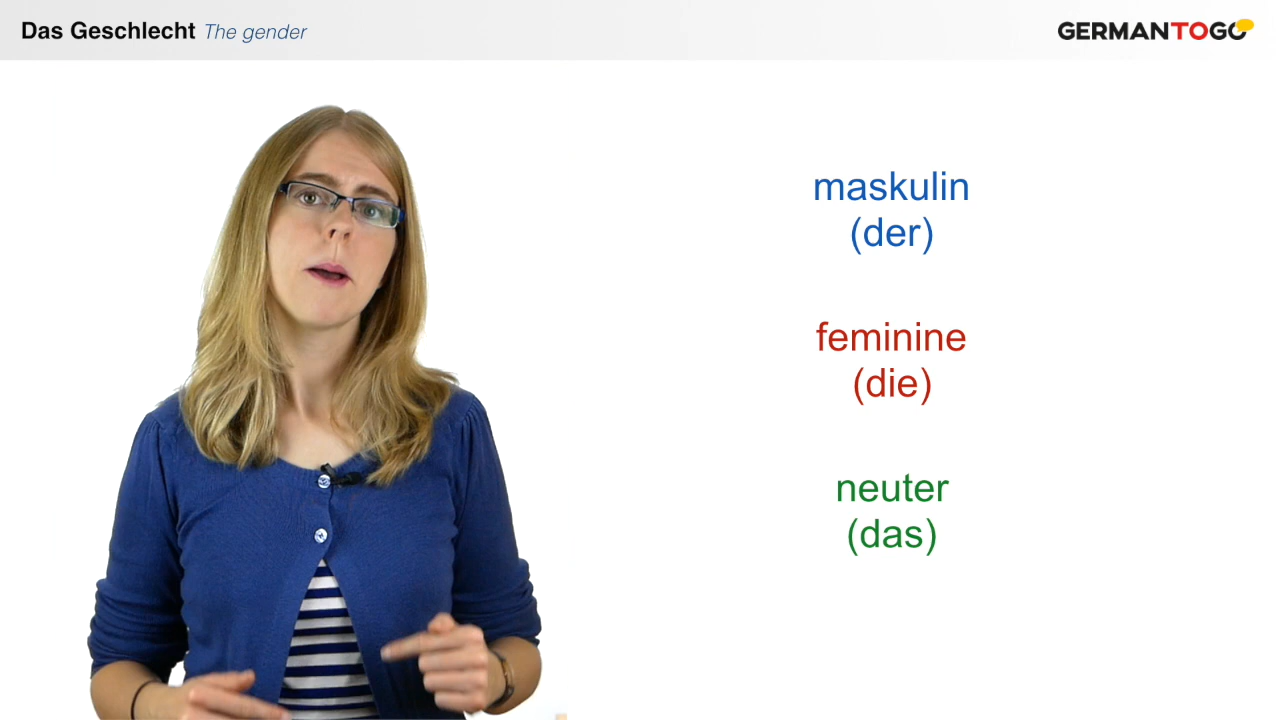 Das Geschlecht The gender
GERMANTOGO
maskulin
(der)
feminine
(die)
neuter
(das)